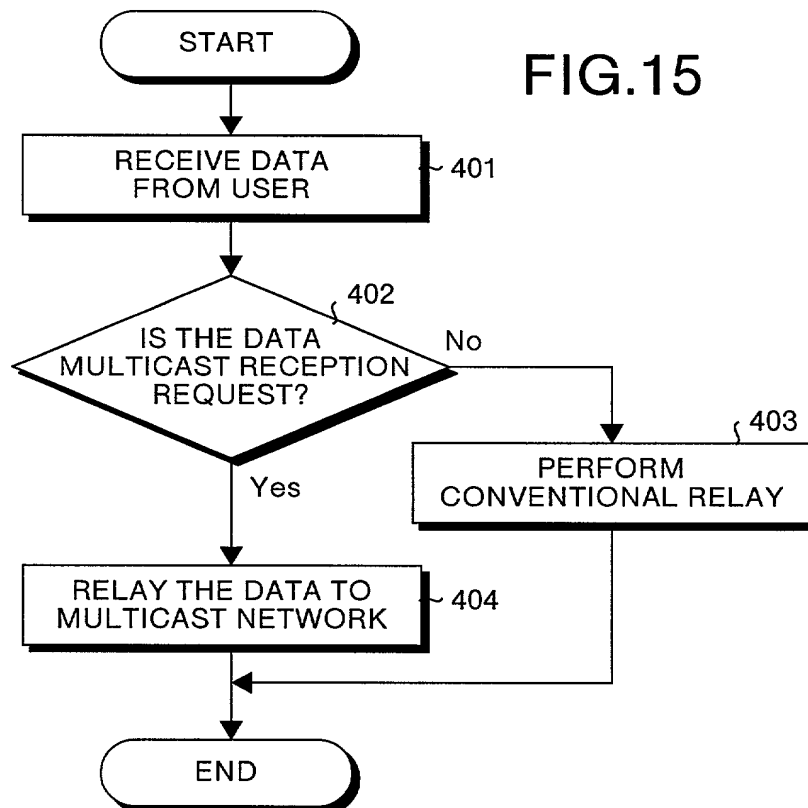 START
FIG.15
RECEIVE DATA
FROM USER
401
402
IS THE DATA
MULTICAST RECEPTION
REQUEST?
No
Yes
403
PERFORM
CONVENTIONAL RELAY
RELAY THE DATA TO
MULTICAST NETWORK
404
END